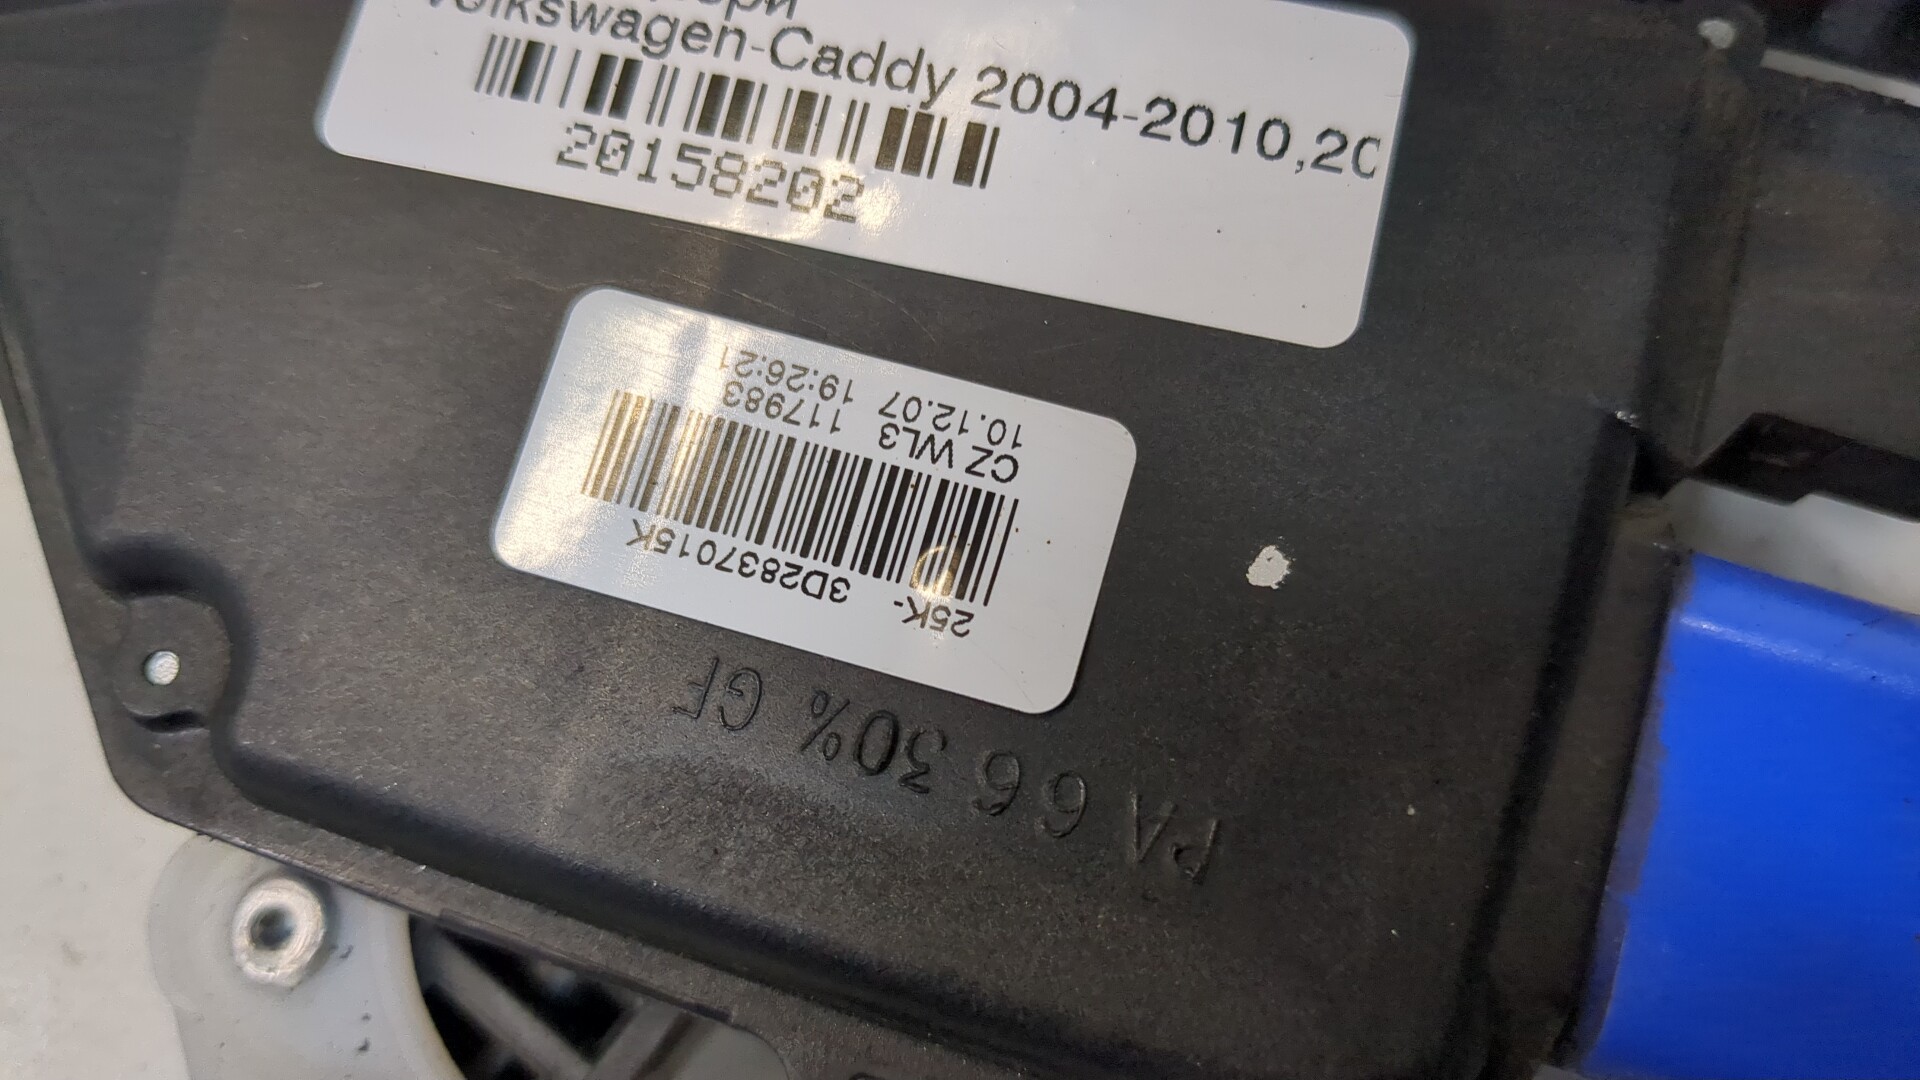 Volkswagen-Caddy 2004-2010,20
20158202
25K- 3D2837015K
CZ WL3 117983
10.12.07 19:26:21
PA 66 30% GF